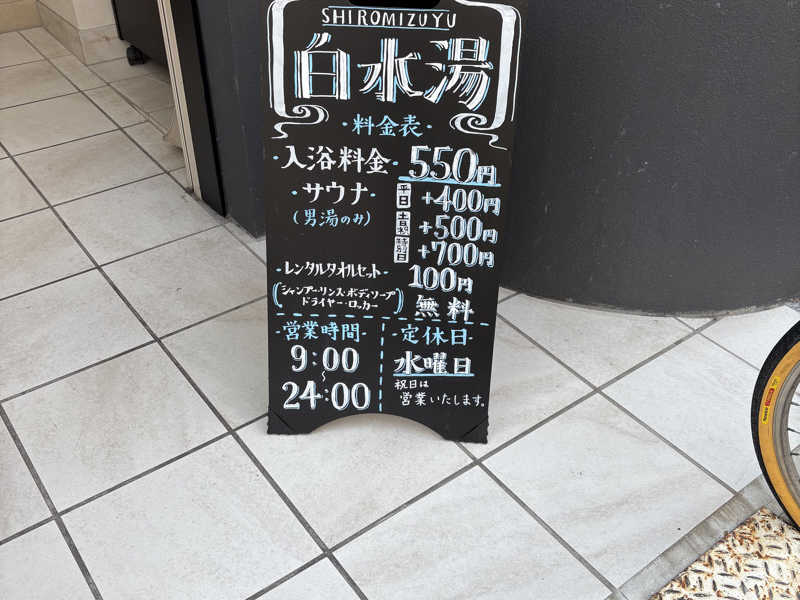 SHIROMIZUYU
白水湯
・料金表・
・入浴料金・ 550円
・サウナ・ 平日 +400円
(男湯のみ) 土日祝 +500円
特別日 +700円
・レンタルタオルセット・ 100円
(シャンプー・リンス・ボディソープ
ドライヤー・ロッカー) 無料
・営業時間・
9:00
〜
24:00
・定休日・
水曜日
祝日は
営業いたします。